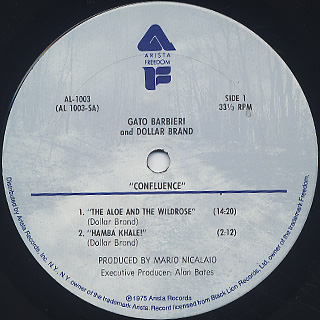 ARISTA
FREEDOM
AL-1003
(AL 1003-SA)
SIDE 1
33⅓ RPM
GATO BARBIERI
and DOLLAR BRAND
"CONFLUENCE"
1. "THE ALOE AND THE WILDROSE" (14:20)
(Dollar Brand)
2. "HAMBA KHALE!" (2:12)
(Dollar Brand)
PRODUCED BY MARIO NICALAIO
Executive Producer: Alan Bates
℗1975 Arista Records
Distributed by Arista Records, Inc., N.Y., N.Y. owner of the trademark Arista. Record licensed from Black Lion Records, Ltd. owner of the trademark Freedom.